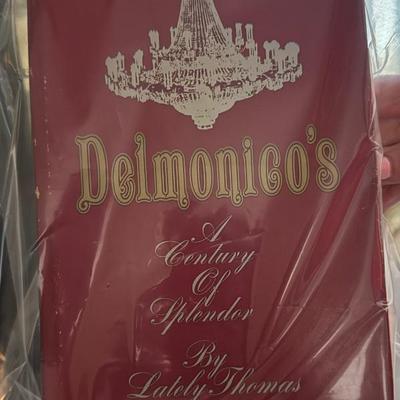 Delmonico's
A
Century
Of
Splendor
By
Lately Thomas